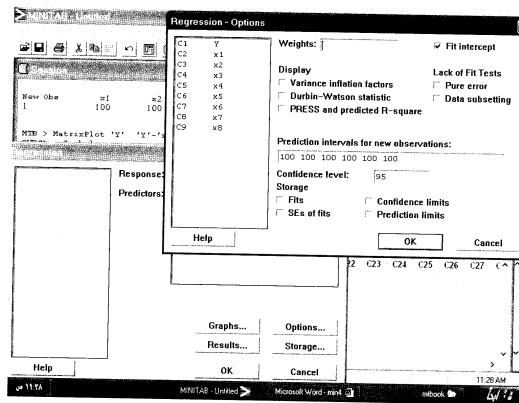 MINITAB - Untitled
Regression - Options
C1 Y
C2 x1
C3 x2
C4 x3
C5 x4
C6 x5
C7 x6
C8 x7
C9 x8
Weights:
Fit intercept
Display
Variance inflation factors
Durbin-Watson statistic
PRESS and predicted R-square
Lack of Fit Tests
Pure error
Data subsetting
Prediction intervals for new observations:
100 100 100 100 100 100
Confidence level: 95
Storage
Fits
SEs of fits
Confidence limits
Prediction limits
Help
OK
Cancel
New Obs x1 x2
1 100 100
MTB > MatrixPlot 'Y' 'Y'-'x
Response:
Predictors:
22 C23 C24 C25 C26 C27
Graphs...
Options...
Results...
Storage...
Help
OK
Cancel
11:28 AM
١١:٢٨ ص
MINITAB - Untitled
Microsoft Word - min4
mtbook